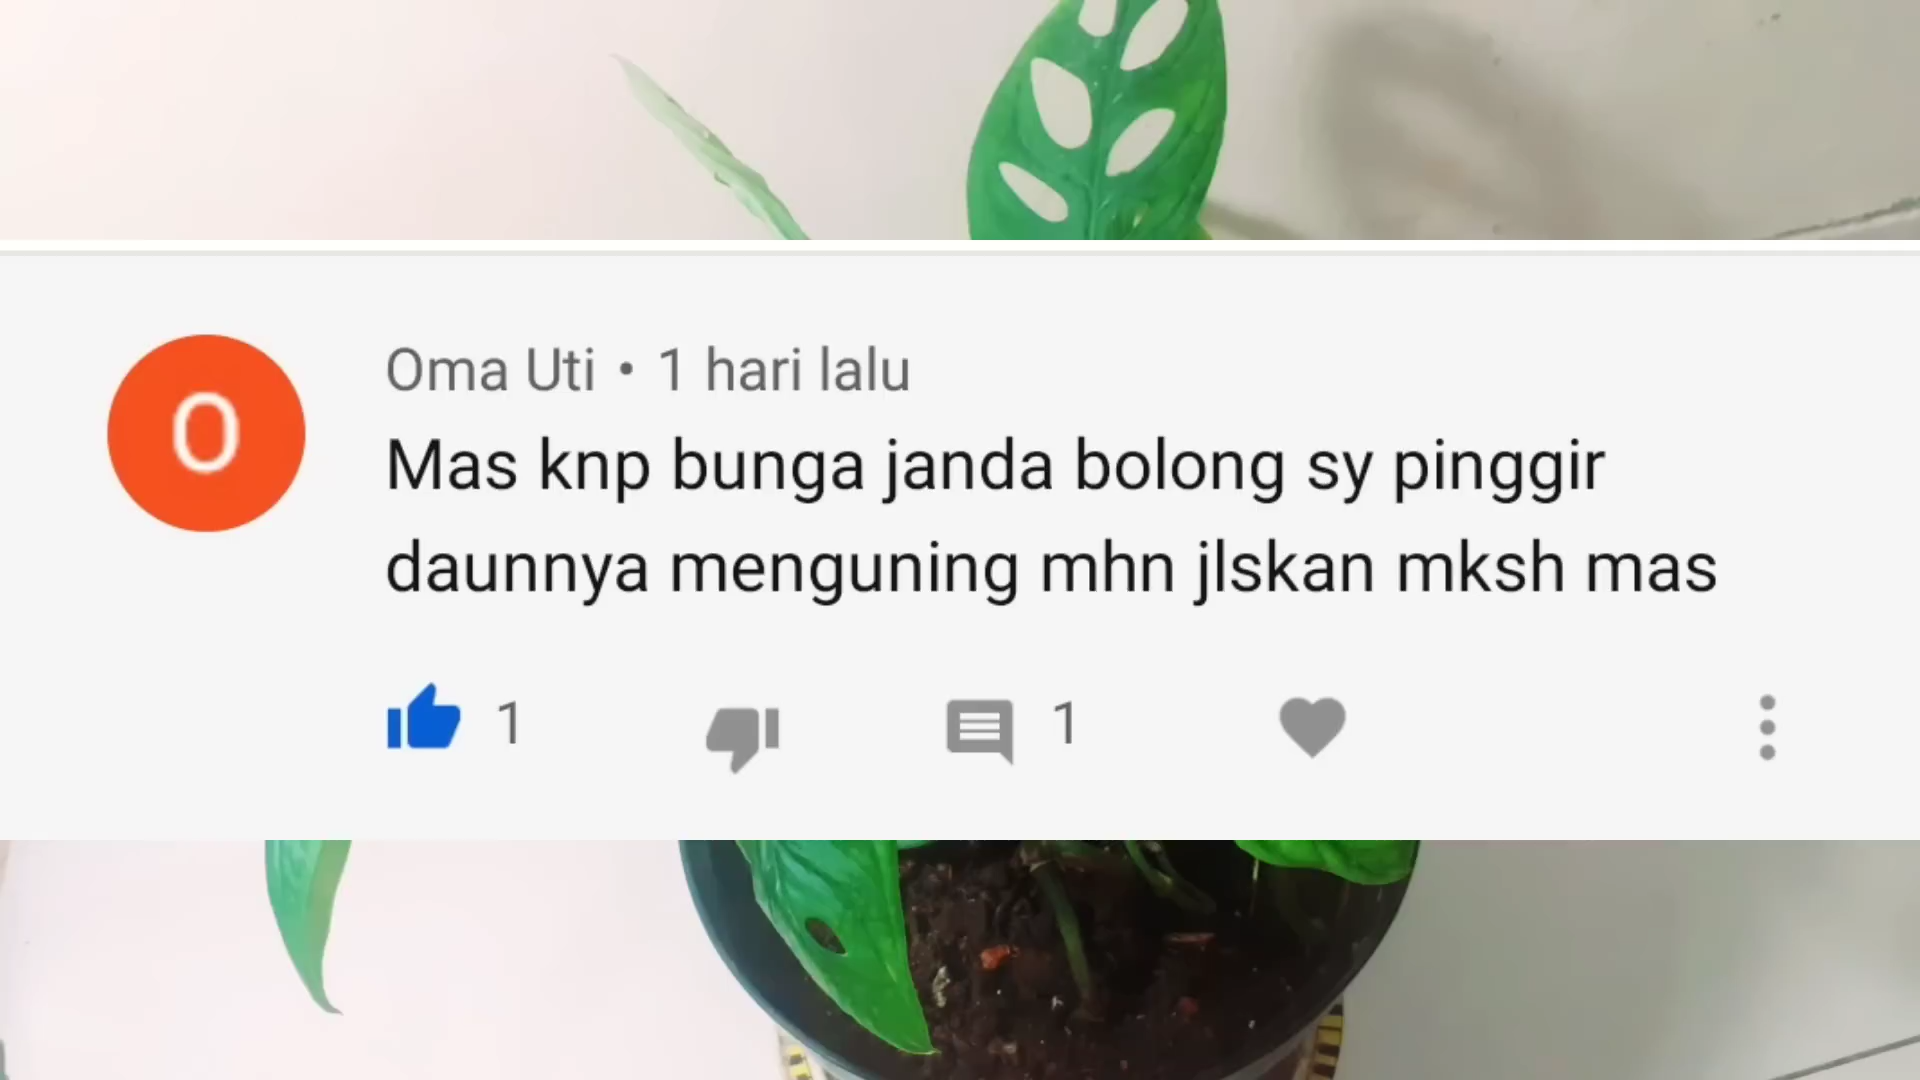 O
Oma Uti • 1 hari lalu
Mas knp bunga janda bolong sy pinggir
daunnya menguning mhn jlskan mksh mas
1
1